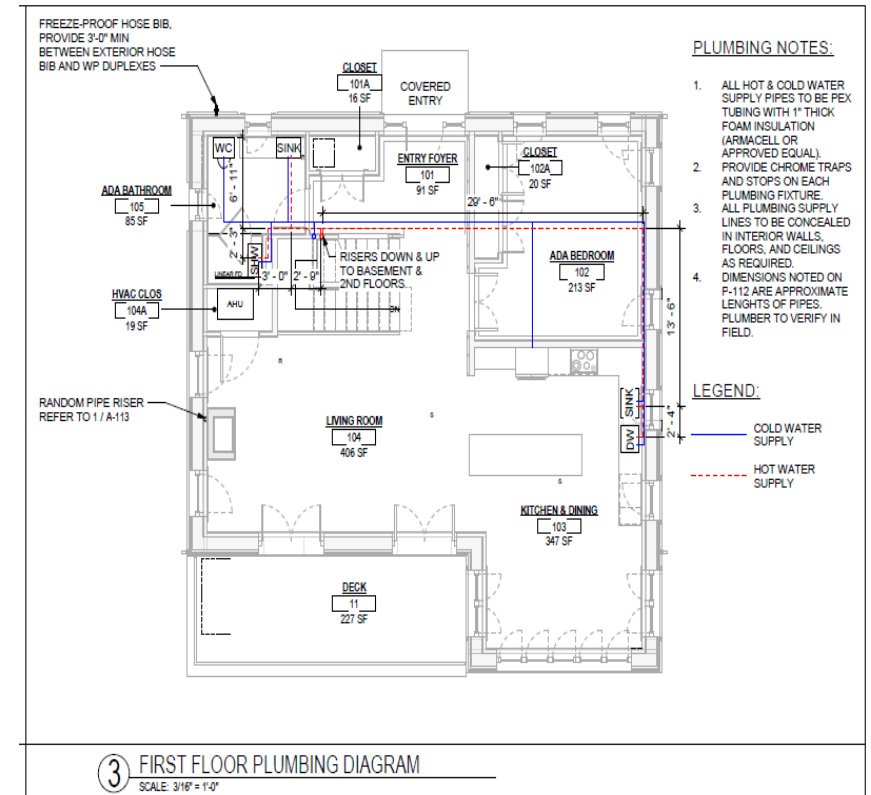 FREEZE-PROOF HOSE BIB,
PROVIDE 3'-0" MIN
BETWEEN EXTERIOR HOSE
BIB AND WP DUPLEXES
CLOSET
101A
16 SF
COVERED
ENTRY
WC
SINK
6' - 11"
ENTRY FOYER
101
91 SF
CLOSET
102A
20 SF
29' - 6"
ADA BATHROOM
105
85 SF
2' - 3"
SHW
3' - 0"
2' - 9"
RISERS DOWN & UP
TO BASEMENT &
2ND FLOORS.
ADA BEDROOM
102
213 SF
HVAC CLOS
104A
19 SF
AHU
DN
R
13' - 6"
RANDOM PIPE RISER
REFER TO 1 / A-113
LIVING ROOM
104
406 SF
S
SINK
DW
2' - 4"
S
KITCHEN & DINING
103
347 SF
DECK
11
227 SF
PLUMBING NOTES:
1. ALL HOT & COLD WATER
SUPPLY PIPES TO BE PEX
TUBING WITH 1" THICK
FOAM INSULATION
(ARMACELL OR
APPROVED EQUAL).
2. PROVIDE CHROME TRAPS
AND STOPS ON EACH
PLUMBING FIXTURE.
3. ALL PLUMBING SUPPLY
LINES TO BE CONCEALED
IN INTERIOR WALLS,
FLOORS, AND CEILINGS
AS REQUIRED.
4. DIMENSIONS NOTED ON
P-112 ARE APPROXIMATE
LENGHTS OF PIPES.
PLUMBER TO VERIFY IN
FIELD.
LEGEND:
COLD WATER
SUPPLY
HOT WATER
SUPPLY
3 FIRST FLOOR PLUMBING DIAGRAM
SCALE: 3/16" = 1'-0"